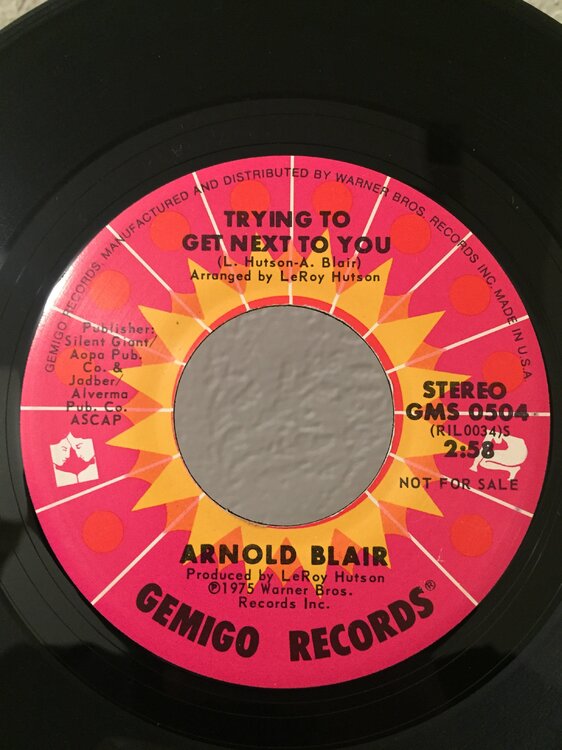 GEMIGO RECORDS, MANUFACTURED AND DISTRIBUTED BY WARNER BROS. RECORDS INC. MADE IN U.S.A.
TRYING TO
GET NEXT TO YOU
(L. Hutson-A. Blair)
Arranged by LeRoy Hutson
Publisher:
Silent Giant/
Aopa Pub.
Co. &
Jadber/
Alverma
Pub. Co.
ASCAP
STEREO
GMS 0504
(RIL0034)S
2:58
NOT FOR SALE
ARNOLD BLAIR
Produced by LeRoy Hutson
℗1975 Warner Bros.
Records Inc.
GEMIGO RECORDS®